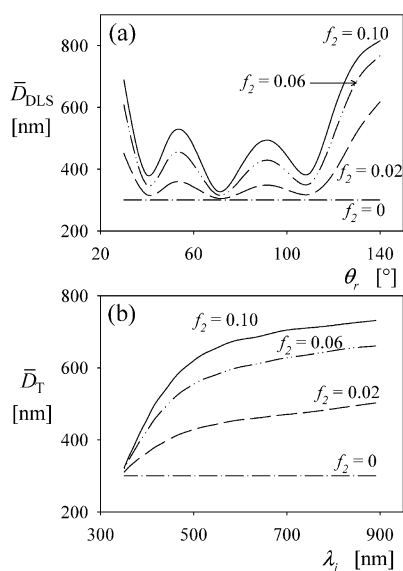 (a)
f2 = 0.10
f2 = 0.06
f2 = 0.02
f2 = 0
D̅DLS
[nm]
800
600
400
200
20
60
100
140
θr [°]
(b)
f2 = 0.10
f2 = 0.06
f2 = 0.02
f2 = 0
D̅T
[nm]
800
600
400
200
300
500
700
900
λj [nm]